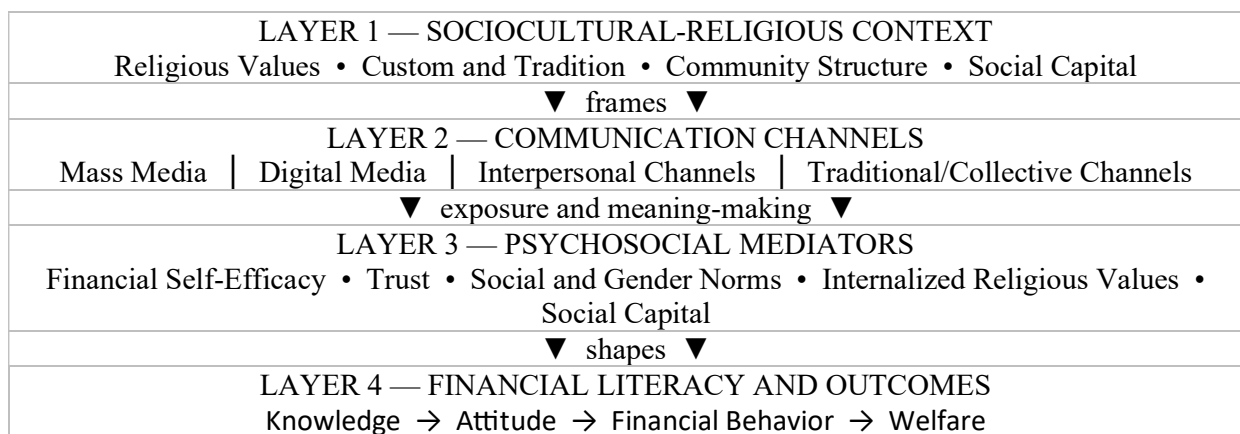 LAYER 1 — SOCIOCULTURAL-RELIGIOUS CONTEXT
Religious Values • Custom and Tradition • Community Structure • Social Capital
▼ frames ▼
LAYER 2 — COMMUNICATION CHANNELS
Mass Media │ Digital Media │ Interpersonal Channels │ Traditional/Collective Channels
▼ exposure and meaning-making ▼
LAYER 3 — PSYCHOSOCIAL MEDIATORS
Financial Self-Efficacy • Trust • Social and Gender Norms • Internalized Religious Values •
Social Capital
▼ shapes ▼
LAYER 4 — FINANCIAL LITERACY AND OUTCOMES
Knowledge → Attitude → Financial Behavior → Welfare